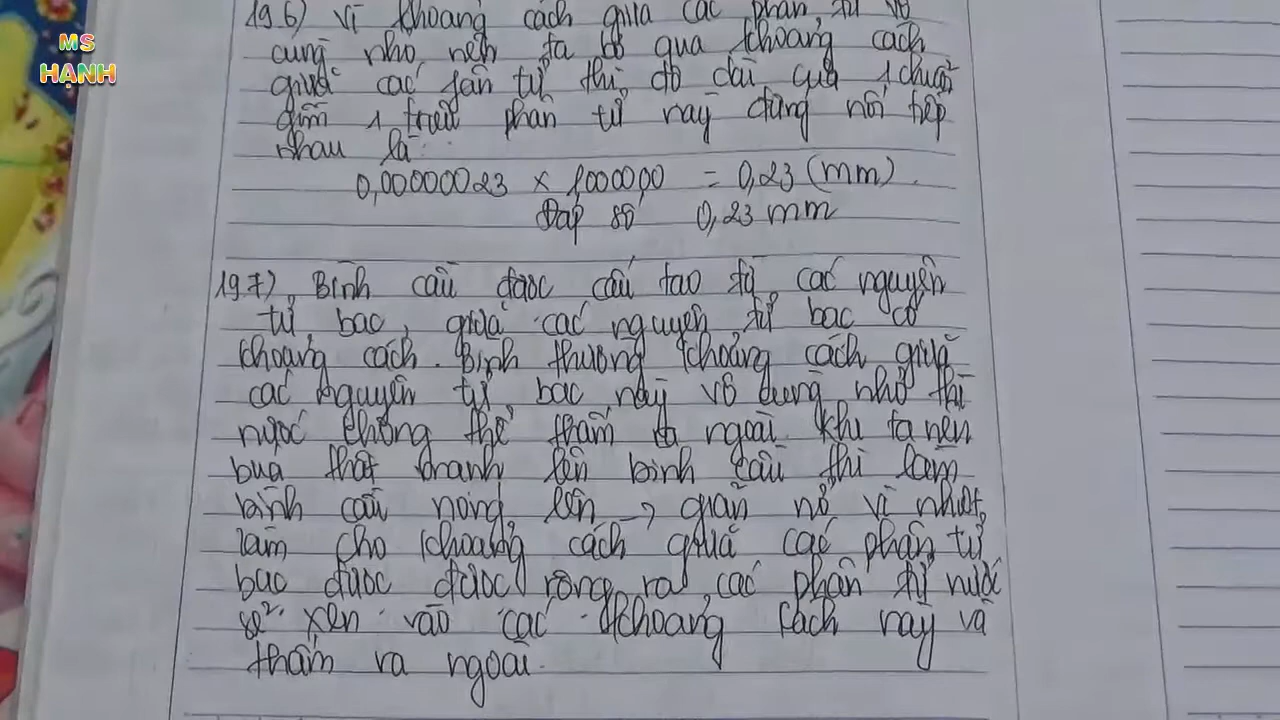 MS
HẠNH
19.6) Vì khoảng cách giữa các phân tử vô
cùng nhỏ nên ta bỏ qua khoảng cách
giữa các phân tử thì độ dài của 1 chuỗi
gồm 1 triệu phân tử này đứng nối tiếp
nhau là:
0,00000023 x 1000000 = 0,23 (mm).
Đáp số 0,23 mm
19.7) Bình cầu được cấu tạo từ các nguyên
tử bạc, giữa các nguyên tử bạc có
khoảng cách. Bình thường khoảng cách giữa
các nguyên tử bạc này vô cùng nhỏ thì
nước không thể thấm ra ngoài. Khi ta nện
búa thật mạnh lên bình cầu thì làm
bình cầu nóng lên → giãn nở vì nhiệt,
làm cho khoảng cách giữa các phân tử
bạc được được rộng ra, các phân tử nước
sẽ xen vào các khoảng cách này và
thấm ra ngoài.